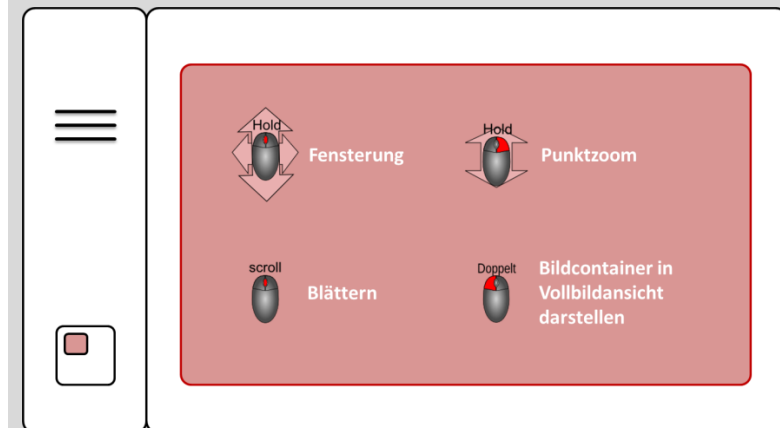 Hold
Fensterung
Hold
Punktzoom
scroll
Blättern
Doppelt
Bildcontainer in
Vollbildansicht
darstellen